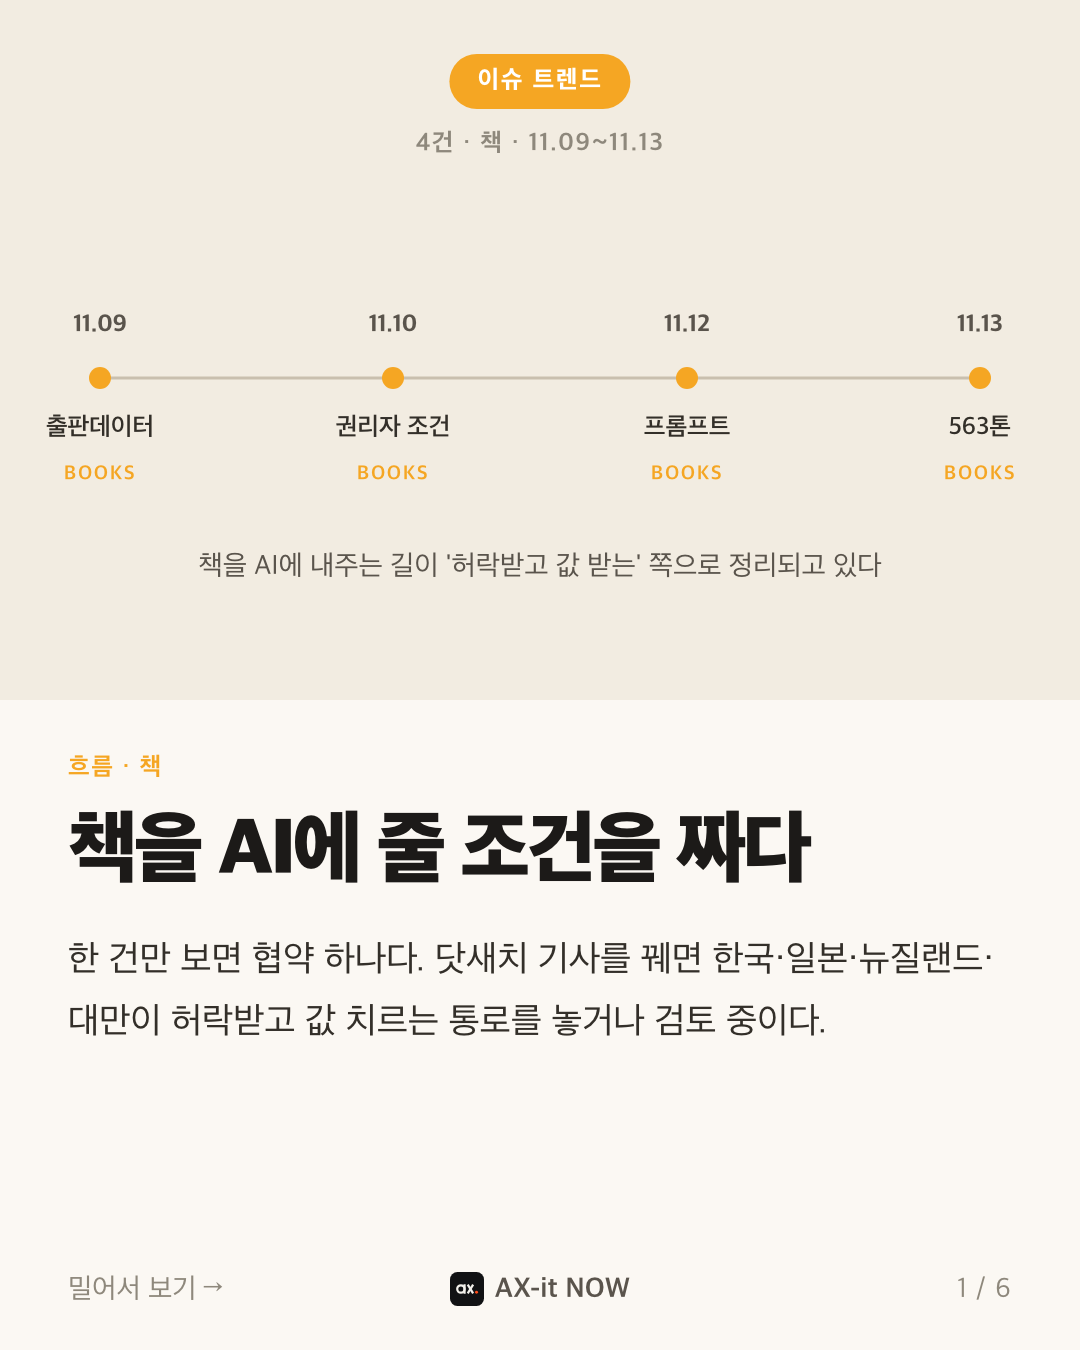 이슈 트렌드
4건 · 책 · 11.09~11.13
11.09 11.10 11.12 11.13
출판데이터 권리자 조건 프롬프트 563톤
BOOKS BOOKS BOOKS BOOKS
책을 AI에 내주는 길이 '허락받고 값 받는' 쪽으로 정리되고 있다
흐름 · 책
책을 AI에 줄 조건을 짜다
한 건만 보면 협약 하나다. 닷새치 기사를 꿰면 한국·일본·뉴질랜드·
대만이 허락받고 값 치르는 통로를 놓거나 검토 중이다.
밀어서 보기 → ax. AX-it NOW 1 / 6